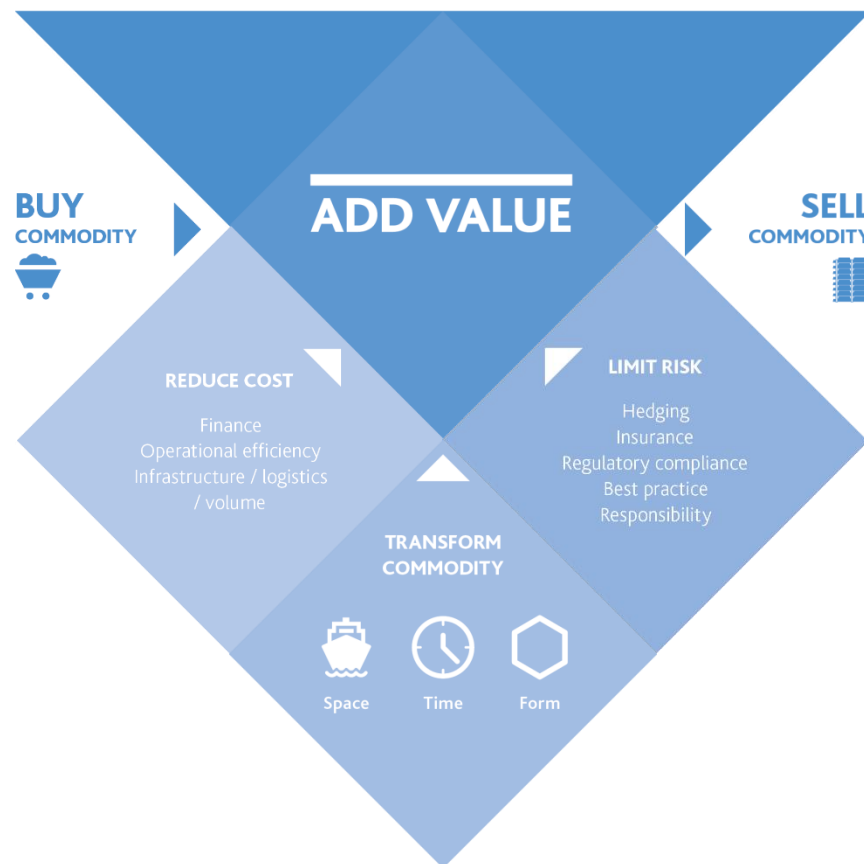 BUY
COMMODITY
ADD VALUE
SELL
COMMODITY
REDUCE COST
Finance
Operational efficiency
Infrastructure / logistics
/ volume
LIMIT RISK
Hedging
Insurance
Regulatory compliance
Best practice
Responsibility
TRANSFORM
COMMODITY
Space
Time
Form